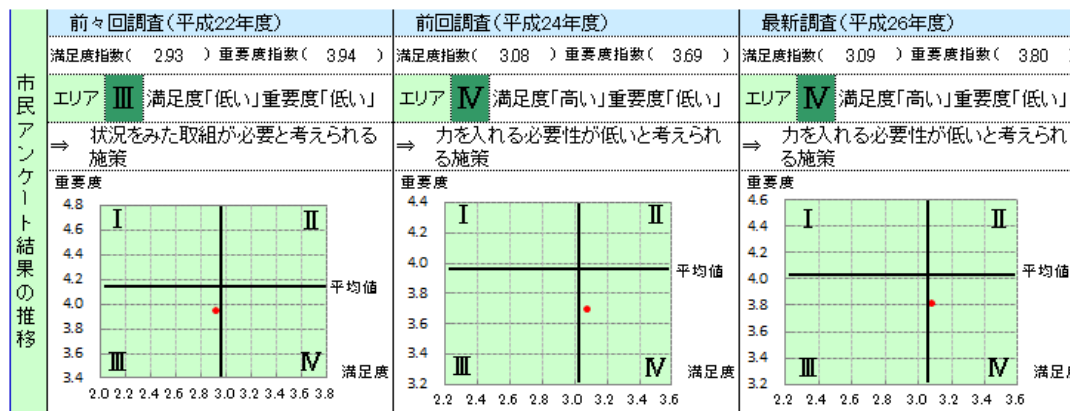 市民アンケート結果の推移
前々回調査(平成22年度)
満足度指数( 2.93 ) 重要度指数( 3.94 )
エリア Ⅲ 満足度「低い」重要度「低い」
⇒ 状況をみた取組が必要と考えられる
施策
重要度
4.8
4.6
4.4
4.2
4.0
3.8
3.6
3.4
Ⅰ Ⅱ
平均値
Ⅲ Ⅳ
満足度
2.0 2.2 2.4 2.6 2.8 3.0 3.2 3.4 3.6 3.8
前回調査(平成24年度)
満足度指数( 3.08 ) 重要度指数( 3.69 )
エリア Ⅳ 満足度「高い」重要度「低い」
⇒ 力を入れる必要性が低いと考えられ
る施策
重要度
4.4
4.2
4.0
3.8
3.6
3.4
3.2
Ⅰ Ⅱ
平均値
Ⅲ Ⅳ
満足度
2.2 2.4 2.6 2.8 3.0 3.2 3.4 3.6
最新調査(平成26年度)
満足度指数( 3.09 ) 重要度指数( 3.80
エリア Ⅳ 満足度「高い」重要度「低い」
⇒ 力を入れる必要性が低いと考えられ
る施策
重要度
4.6
4.4
4.2
4.0
3.8
3.6
3.4
3.2
Ⅰ Ⅱ
平均値
Ⅲ Ⅳ
満足度
2.2 2.4 2.6 2.8 3.0 3.2 3.4 3.6